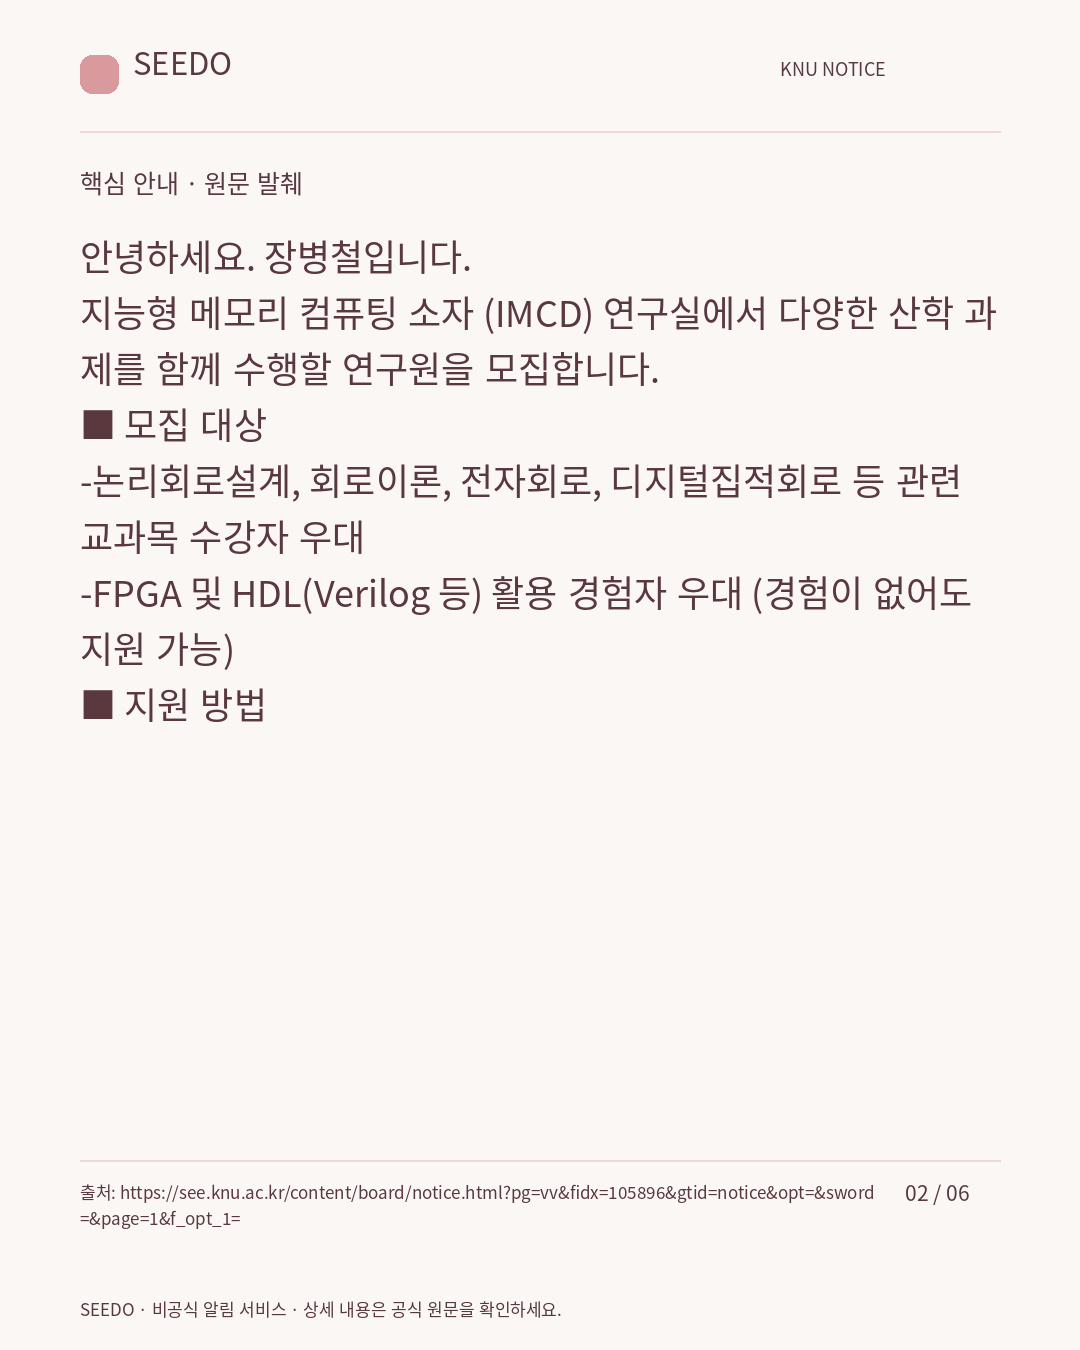 SEEDO
KNU NOTICE
핵심 안내 · 원문 발췌
안녕하세요. 장병철입니다.
지능형 메모리 컴퓨팅 소자 (IMCD) 연구실에서 다양한 산학 과
제를 함께 수행할 연구원을 모집합니다.
■ 모집 대상
-논리회로설계, 회로이론, 전자회로, 디지털집적회로 등 관련
교과목 수강자 우대
-FPGA 및 HDL(Verilog 등) 활용 경험자 우대 (경험이 없어도
지원 가능)
■ 지원 방법
출처: https://see.knu.ac.kr/content/board/notice.html?pg=vv&fidx=105896&gtid=notice&opt=&sword
=&page=1&f_opt_1=
02 / 06
SEEDO · 비공식 알림 서비스 · 상세 내용은 공식 원문을 확인하세요.